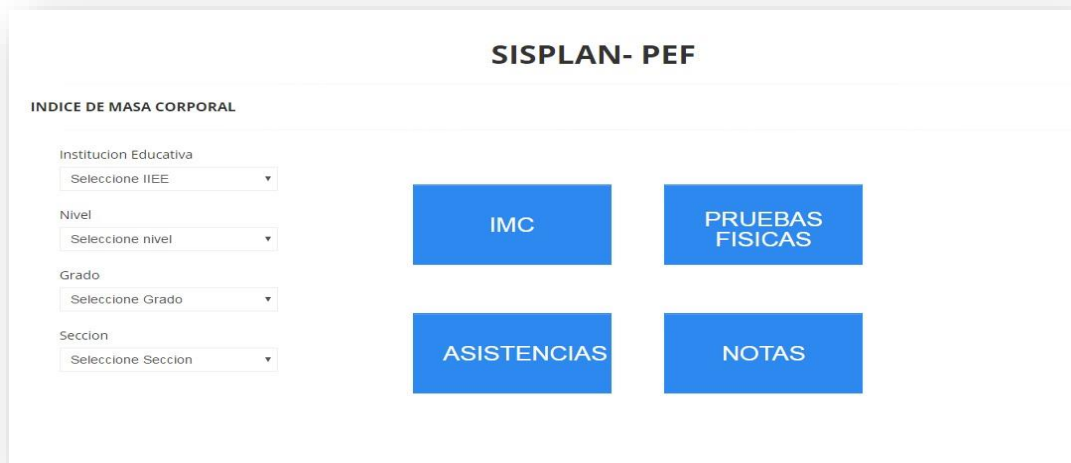 SISPLAN- PEF
INDICE DE MASA CORPORAL
Institucion Educativa
Seleccione IIEE
Nivel
Seleccione nivel
Grado
Seleccione Grado
Seccion
Seleccione Seccion
IMC
PRUEBAS
FISICAS
ASISTENCIAS
NOTAS